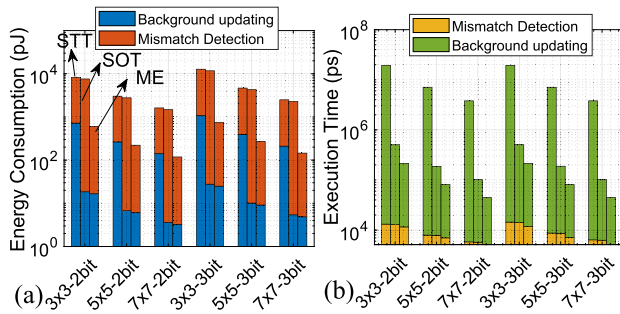 Energy Consumption (pJ)
10^4
10^2
10^0
Background updating
Mismatch Detection
STT
SOT
ME
3x3-2bit
5x5-2bit
7x7-2bit
3x3-3bit
5x5-3bit
7x7-3bit
(a)
Execution Time (ps)
10^8
10^6
10^4
Mismatch Detection
Background updating
3x3-2bit
5x5-2bit
7x7-2bit
3x3-3bit
5x5-3bit
7x7-3bit
(b)